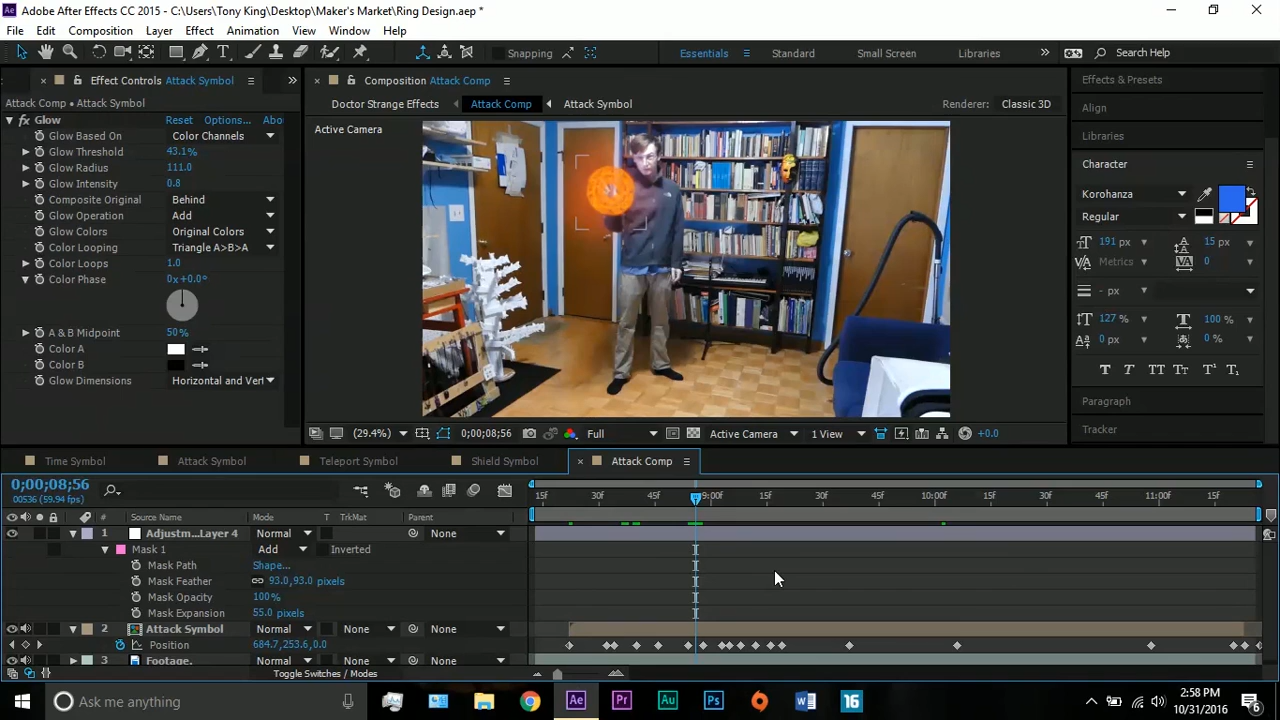 Adobe After Effects CC 2015 - C:\Users\Tony King\Desktop\Maker's Market\Ring Design.aep *
File Edit Composition Layer Effect Animation View Window Help
Snapping Essentials Standard Small Screen Libraries Search Help
Effect Controls Attack Symbol
Composition Attack Comp
Effects & Presets
Attack Comp • Attack Symbol
Doctor Strange Effects Attack Comp Attack Symbol Renderer: Classic 3D
Align
fx Glow Reset Options... Abo
Active Camera
Glow Based On Color Channels
Libraries
Glow Threshold 43.1%
Character
Glow Radius 111.0
Glow Intensity 0.8
Korohanza
Composite Original Behind
Regular
Glow Operation Add
Glow Colors Original Colors
191 px 15 px
Color Looping Triangle A>B>A
Metrics 0
Color Loops 1.0
Color Phase 0x+0.0°
- px
127 % 100 %
A & B Midpoint 50%
0 px 0 %
Color A
Color B
Glow Dimensions Horizontal and Vert
Paragraph
Tracker
(29.4%) 0;00;08;56 Full Active Camera 1 View +0.0
Time Symbol Attack Symbol Teleport Symbol Shield Symbol Attack Comp
0;00;08;56
00536 (59.94 fps)
15f 30f 45f 9:00f 15f 30f 45f 10:00f 15f 30f 45f 11:00f 15f
# Source Name Mode T TrkMat Parent
1 Adjustm...Layer 4 Normal None
Mask 1 Add Inverted
Mask Path Shape...
Mask Feather 93.0,93.0 pixels
Mask Opacity 100%
Mask Expansion 55.0 pixels
2 Attack Symbol Normal None None
Position 684.7,253.6,0.0
3 Footage. Normal None None
Toggle Switches / Modes
Ask me anything
Ae Pr Au Ps 16
2:58 PM
10/31/2016
6